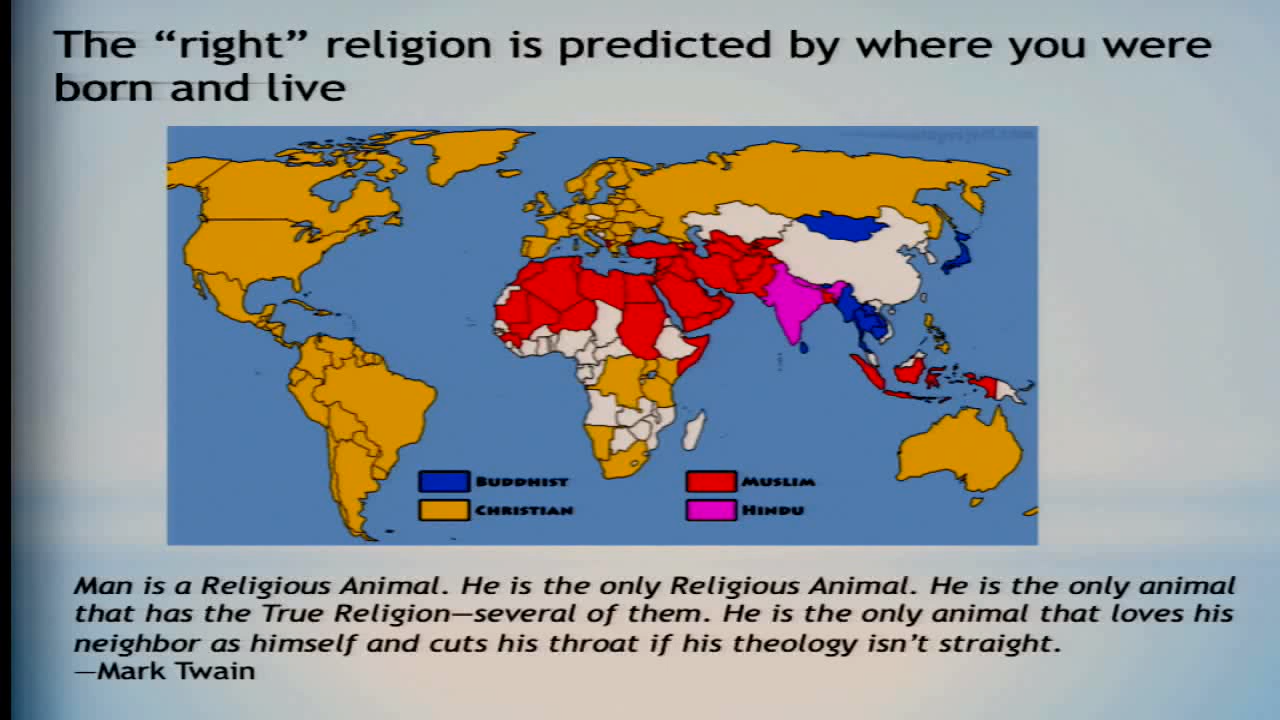 The “right” religion is predicted by where you were
born and live
BUDDHIST
MUSLIM
CHRISTIAN
HINDU
Man is a Religious Animal. He is the only Religious Animal. He is the only animal
that has the True Religion—several of them. He is the only animal that loves his
neighbor as himself and cuts his throat if his theology isn’t straight.
—Mark Twain